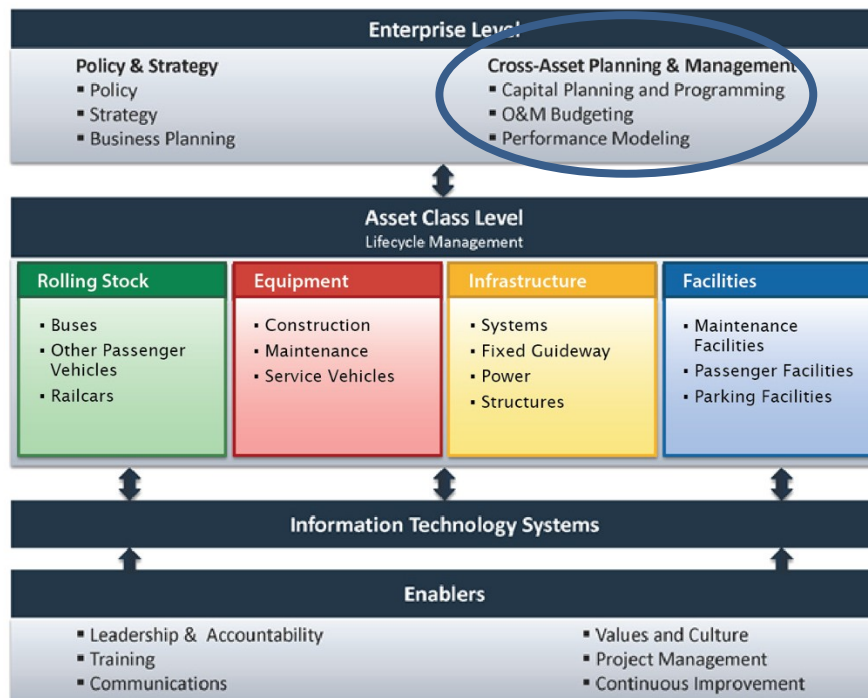 Enterprise Level
Policy & Strategy
▪ Policy
▪ Strategy
▪ Business Planning
Cross-Asset Planning & Management
▪ Capital Planning and Programming
▪ O&M Budgeting
▪ Performance Modeling
Asset Class Level
Lifecycle Management
Rolling Stock
▪ Buses
▪ Other Passenger
Vehicles
▪ Railcars
Equipment
▪ Construction
▪ Maintenance
▪ Service Vehicles
Infrastructure
▪ Systems
▪ Fixed Guideway
▪ Power
▪ Structures
Facilities
▪ Maintenance
Facilities
▪ Passenger Facilities
▪ Parking Facilities
Information Technology Systems
Enablers
▪ Leadership & Accountability
▪ Training
▪ Communications
▪ Values and Culture
▪ Project Management
▪ Continuous Improvement